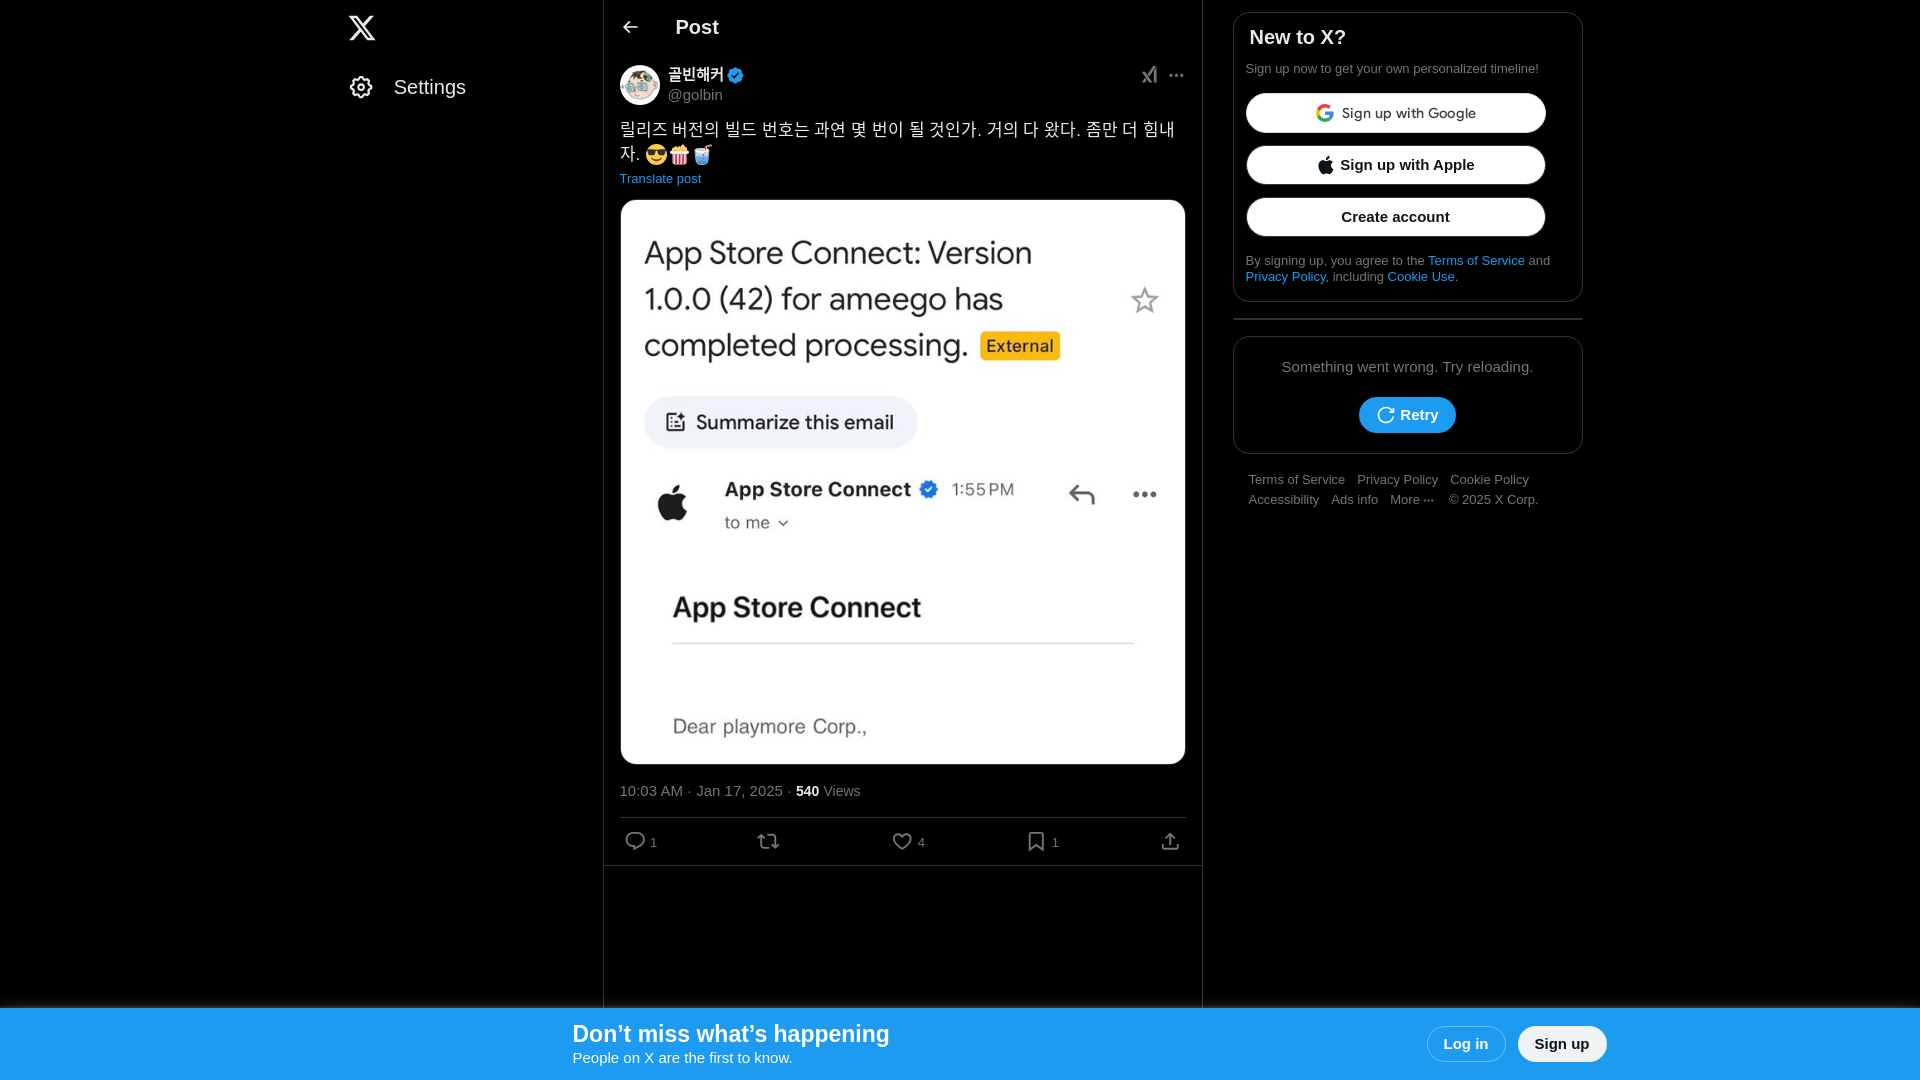 Settings
Post
골빈해커
@golbin
릴리즈 버전의 빌드 번호는 과연 몇 번이 될 것인가. 거의 다 왔다. 좀만 더 힘내
자. 😎🍿🥤
Translate post
App Store Connect: Version
1.0.0 (42) for ameego has
completed processing. External
Summarize this email
App Store Connect 1:55 PM
to me
App Store Connect
Dear playmore Corp.,
10:03 AM · Jan 17, 2025 · 540 Views
1 4 1
New to X?
Sign up now to get your own personalized timeline!
Sign up with Google
Sign up with Apple
Create account
By signing up, you agree to the Terms of Service and
Privacy Policy, including Cookie Use.
Something went wrong. Try reloading.
Retry
Terms of Service Privacy Policy Cookie Policy
Accessibility Ads info More ··· © 2025 X Corp.
Don’t miss what’s happening
People on X are the first to know.
Log in
Sign up